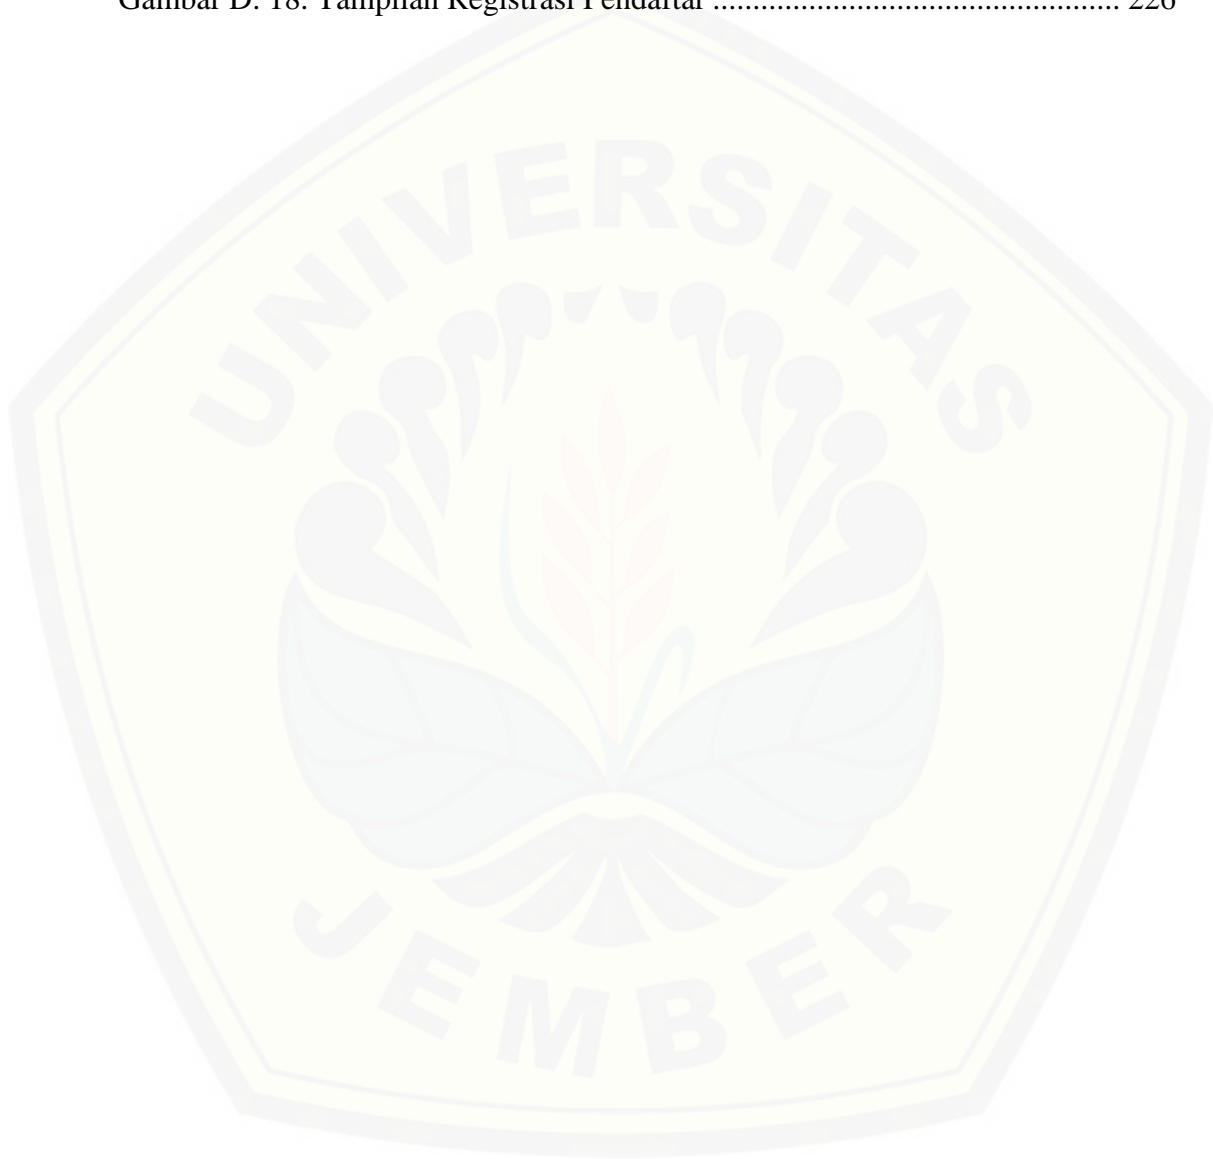 Gambar D. 18. Tampilan Registrasi Pendaftar .................................................. 226
UNIVERSITAS
JEMBER